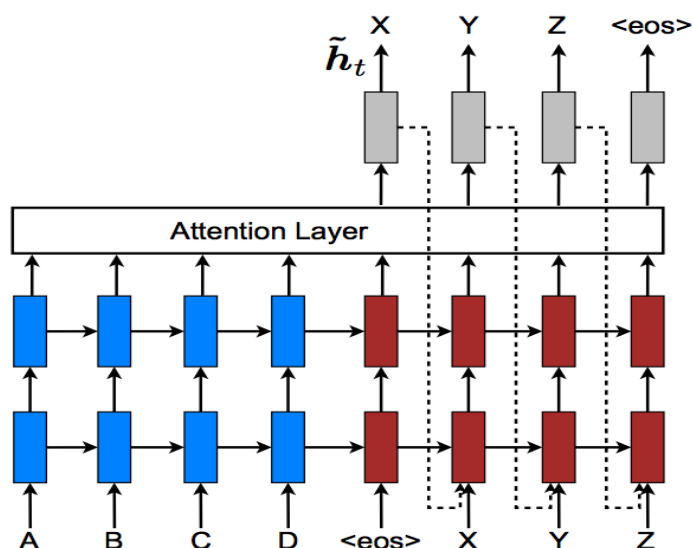 X Y Z <eos>
h̃t
Attention Layer
A B C D <eos> X Y Z